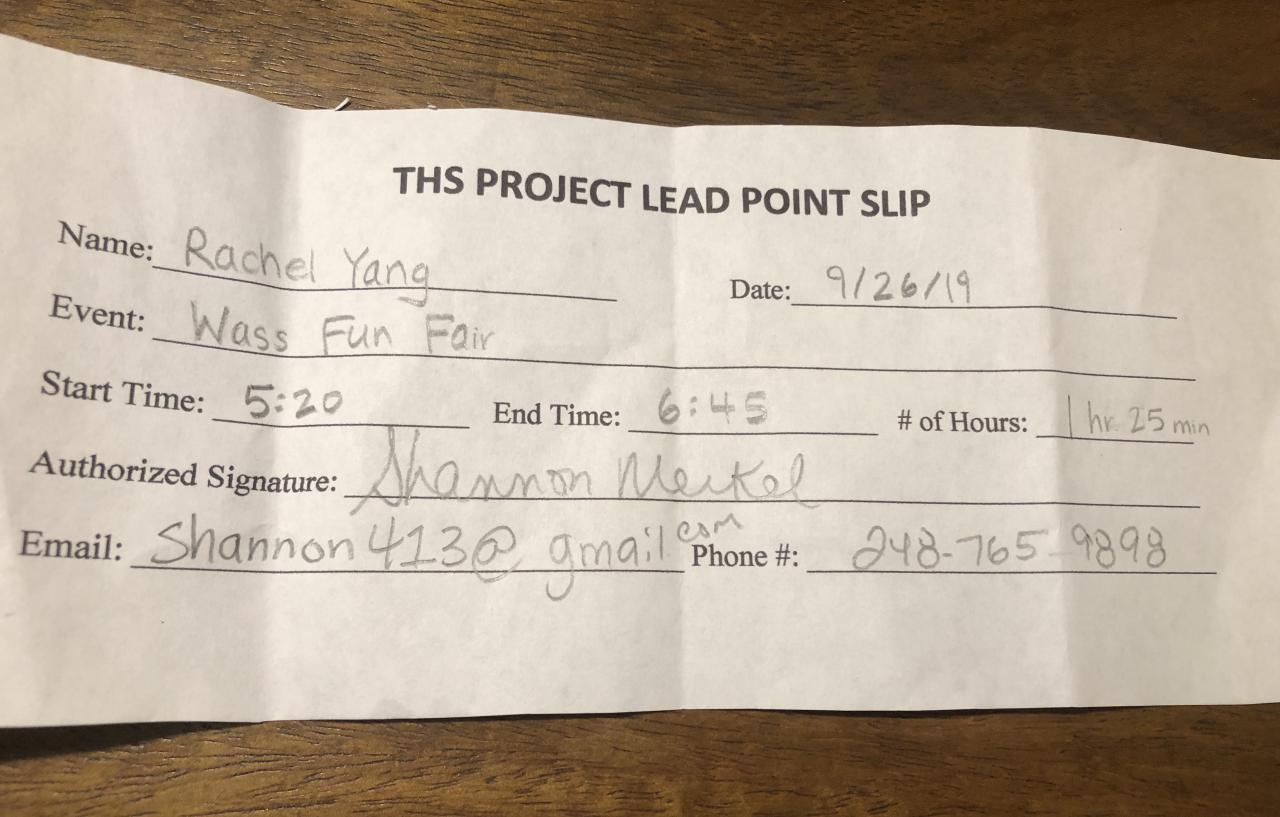 THS PROJECT LEAD POINT SLIP
Name: Rachel Yang Date: 9/26/19
Event: Wass Fun Fair
Start Time: 5:20 End Time: 6:45 # of Hours: 1 hr 25 min
Authorized Signature: Shannon Merkel
Email: Shannon413@gmail.com Phone #: 248-765-9898